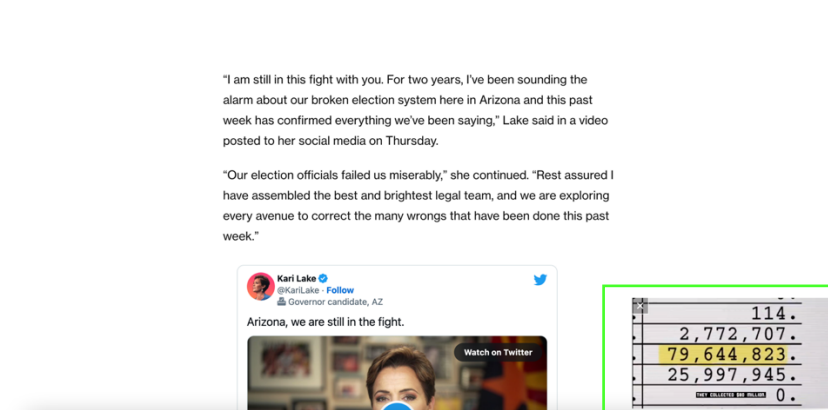 “I am still in this fight with you. For two years, I’ve been sounding the
alarm about our broken election system here in Arizona and this past
week has confirmed everything we’ve been saying,” Lake said in a video
posted to her social media on Thursday.
“Our election officials failed us miserably,” she continued. “Rest assured I
have assembled the best and brightest legal team, and we are exploring
every avenue to correct the many wrongs that have been done this past
week.”
Kari Lake
@KariLake · Follow
Governor candidate, AZ
Arizona, we are still in the fight.
Watch on Twitter
114.
2,772,707.
79,644,823.
25,997,945.
THEY COLLECTED $80 MILLION
0.